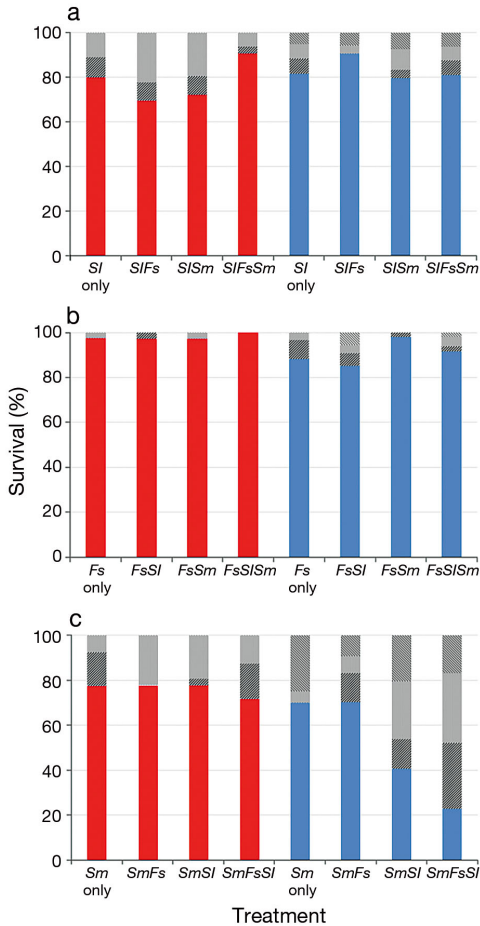 a
100
80
60
40
20
0
Sl SlFs SlSm SlFsSm Sl SlFs SlSm SlFsSm
only only
b
100
80
60
40
20
0
Fs FsSl FsSm FsSlSm Fs FsSl FsSm FsSlSm
only only
Survival (%)
c
100
80
60
40
20
0
Sm SmFs SmSl SmFsSl Sm SmFs SmSl SmFsSl
only only
Treatment